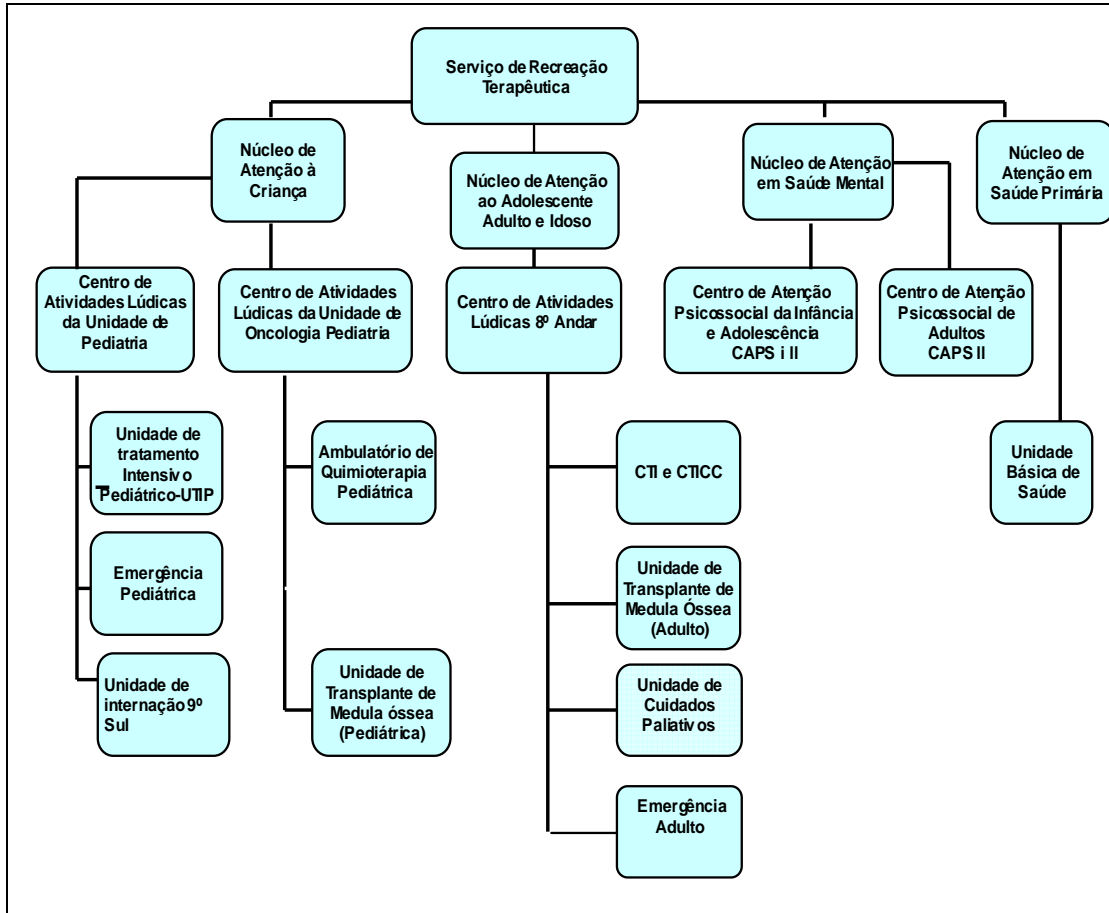 Serviço de Recreação
Terapêutica
Núcleo de
Atenção à
Criança
Núcleo de Atenção
ao Adolescente
Adulto e Idoso
Núcleo de Atenção
em Saúde Mental
Núcleo de
Atenção em
Saúde Primária
Centro de
Atividades Lúdicas
da Unidade de
Pediatria
Centro de Atividades
Lúdicas da Unidade de
Oncologia Pediatria
Centro de Atividades
Lúdicas 8º Andar
Centro de Atenção
Psicossocial da Infância
e Adolescência
CAPS i II
Centro de Atenção
Psicossocial de
Adultos
CAPS II
Unidade de
tratamento
Intensivo
Pediátrico-UTIP
Ambulatório de
Quimioterapia
Pediátrica
CTI e CTICC
Unidade
Básica de
Saúde
Emergência
Pediátrica
Unidade de
Transplante de
Medula Óssea
(Adulto)
Unidade de
internação 9º
Sul
Unidade de
Transplante de
Medula óssea
(Pediátrica)
Unidade de
Cuidados
Paliativos
Emergência
Adulto